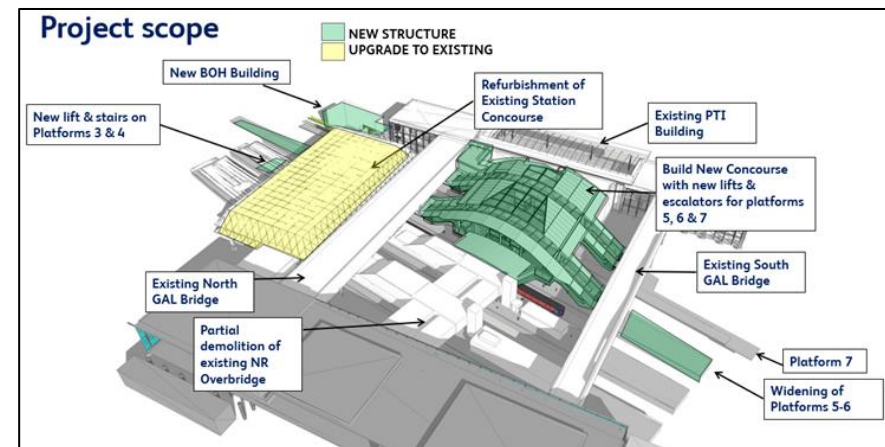 Project scope
NEW STRUCTURE
UPGRADE TO EXISTING
New BOH Building
Refurbishment of
Existing Station
Concourse
New lift & stairs on
Platforms 3 & 4
Existing PTI
Building
Build New Concourse
with new lifts &
escalators for platforms
5, 6 & 7
Existing North
GAL Bridge
Existing South
GAL Bridge
Partial
demolition of
existing NR
Overbridge
Platform 7
Widening of
Platforms 5-6